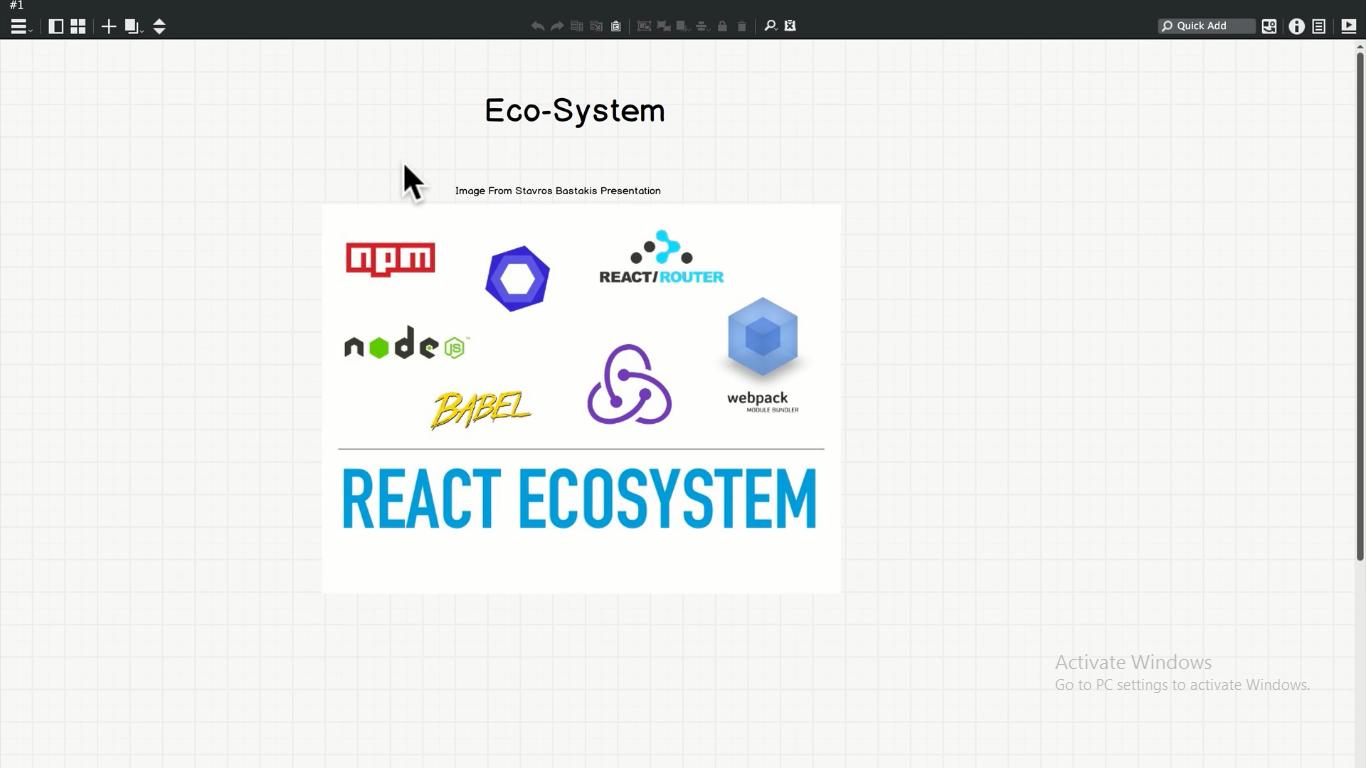 #1
Quick Add
Eco-System
Image From Stavros Bastakis Presentation
npm
REACT/ROUTER
node JS ™
BABEL
webpack
MODULE BUNDLER
REACT ECOSYSTEM
Activate Windows
Go to PC settings to activate Windows.